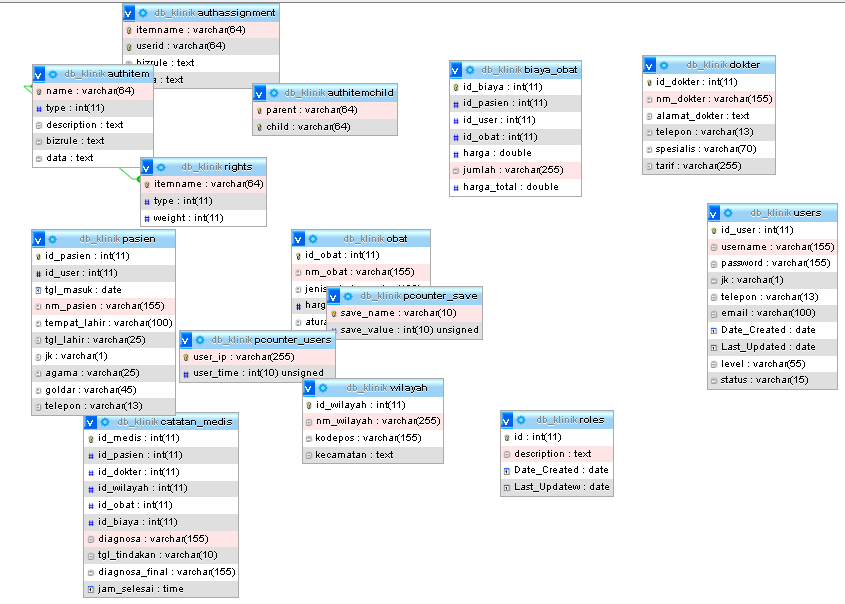 db_klinik authassignment
itemname : varchar(64)
userid : varchar(64)
bizrule : text
: text
db_klinik authitem
name : varchar(64)
type : int(11)
description : text
bizrule : text
data : text
db_klinik authitemchild
parent : varchar(64)
child : varchar(64)
db_klinik rights
itemname : varchar(64)
type : int(11)
weight : int(11)
db_klinik biaya_obat
id_biaya : int(11)
id_pasien : int(11)
id_user : int(11)
id_obat : int(11)
harga : double
jumlah : varchar(255)
harga_total : double
db_klinik dokter
id_dokter : int(11)
nm_dokter : varchar(155)
alamat_dokter : text
telepon : varchar(13)
spesialis : varchar(70)
tarif : varchar(255)
db_klinik users
id_user : int(11)
username : varchar(155)
password : varchar(155)
jk : varchar(1)
telepon : varchar(13)
email : varchar(100)
Date_Created : date
Last_Updated : date
level : varchar(55)
status : varchar(15)
db_klinik pasien
id_pasien : int(11)
id_user : int(11)
tgl_masuk : date
nm_pasien : varchar(155)
tempat_lahir : varchar(100)
tgl_lahir : varchar(25)
jk : varchar(1)
agama : varchar(25)
goldar : varchar(45)
telepon : varchar(13)
db_klinik obat
id_obat : int(11)
nm_obat : varchar(155)
db_klinik pcounter_save
save_name : varchar(10)
save_value : int(10) unsigned
db_klinik pcounter_users
user_ip : varchar(255)
user_time : int(10) unsigned
db_klinik wilayah
id_wilayah : int(11)
nm_wilayah : varchar(255)
kodepos : varchar(155)
kecamatan : text
db_klinik catatan_medis
id_medis : int(11)
id_pasien : int(11)
id_dokter : int(11)
id_wilayah : int(11)
id_obat : int(11)
id_biaya : int(11)
diagnosa : varchar(155)
tgl_tindakan : varchar(10)
diagnosa_final : varchar(155)
jam_selesai : time
db_klinik roles
id : int(11)
description : text
Date_Created : date
Last_Updatew : date